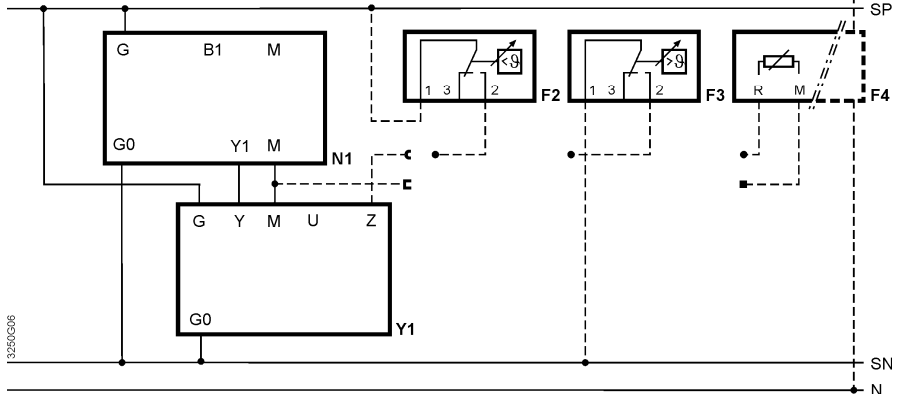 SP
G B1 M
G0 Y1 M
N1
1 3 2
<ϑ
F2
1 3 2
>ϑ
F3
R M
F4
G Y M U Z
G0
Y1
3250G06
SN
N